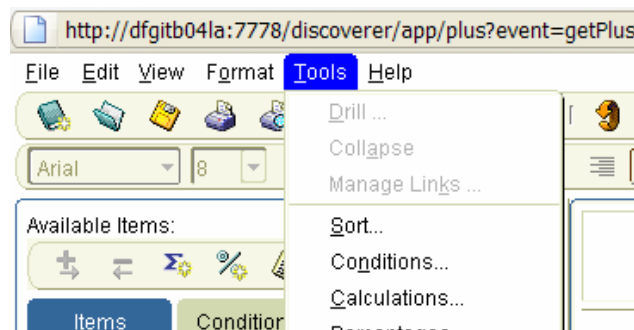 http://dfgitb04la:7778/discoverer/app/plus?event=getPlus
File Edit View Format Tools Help
Drill ...
Collapse
Arial 8
Manage Links ...
Available Items:
Sort...
Conditions...
Calculations...
Items